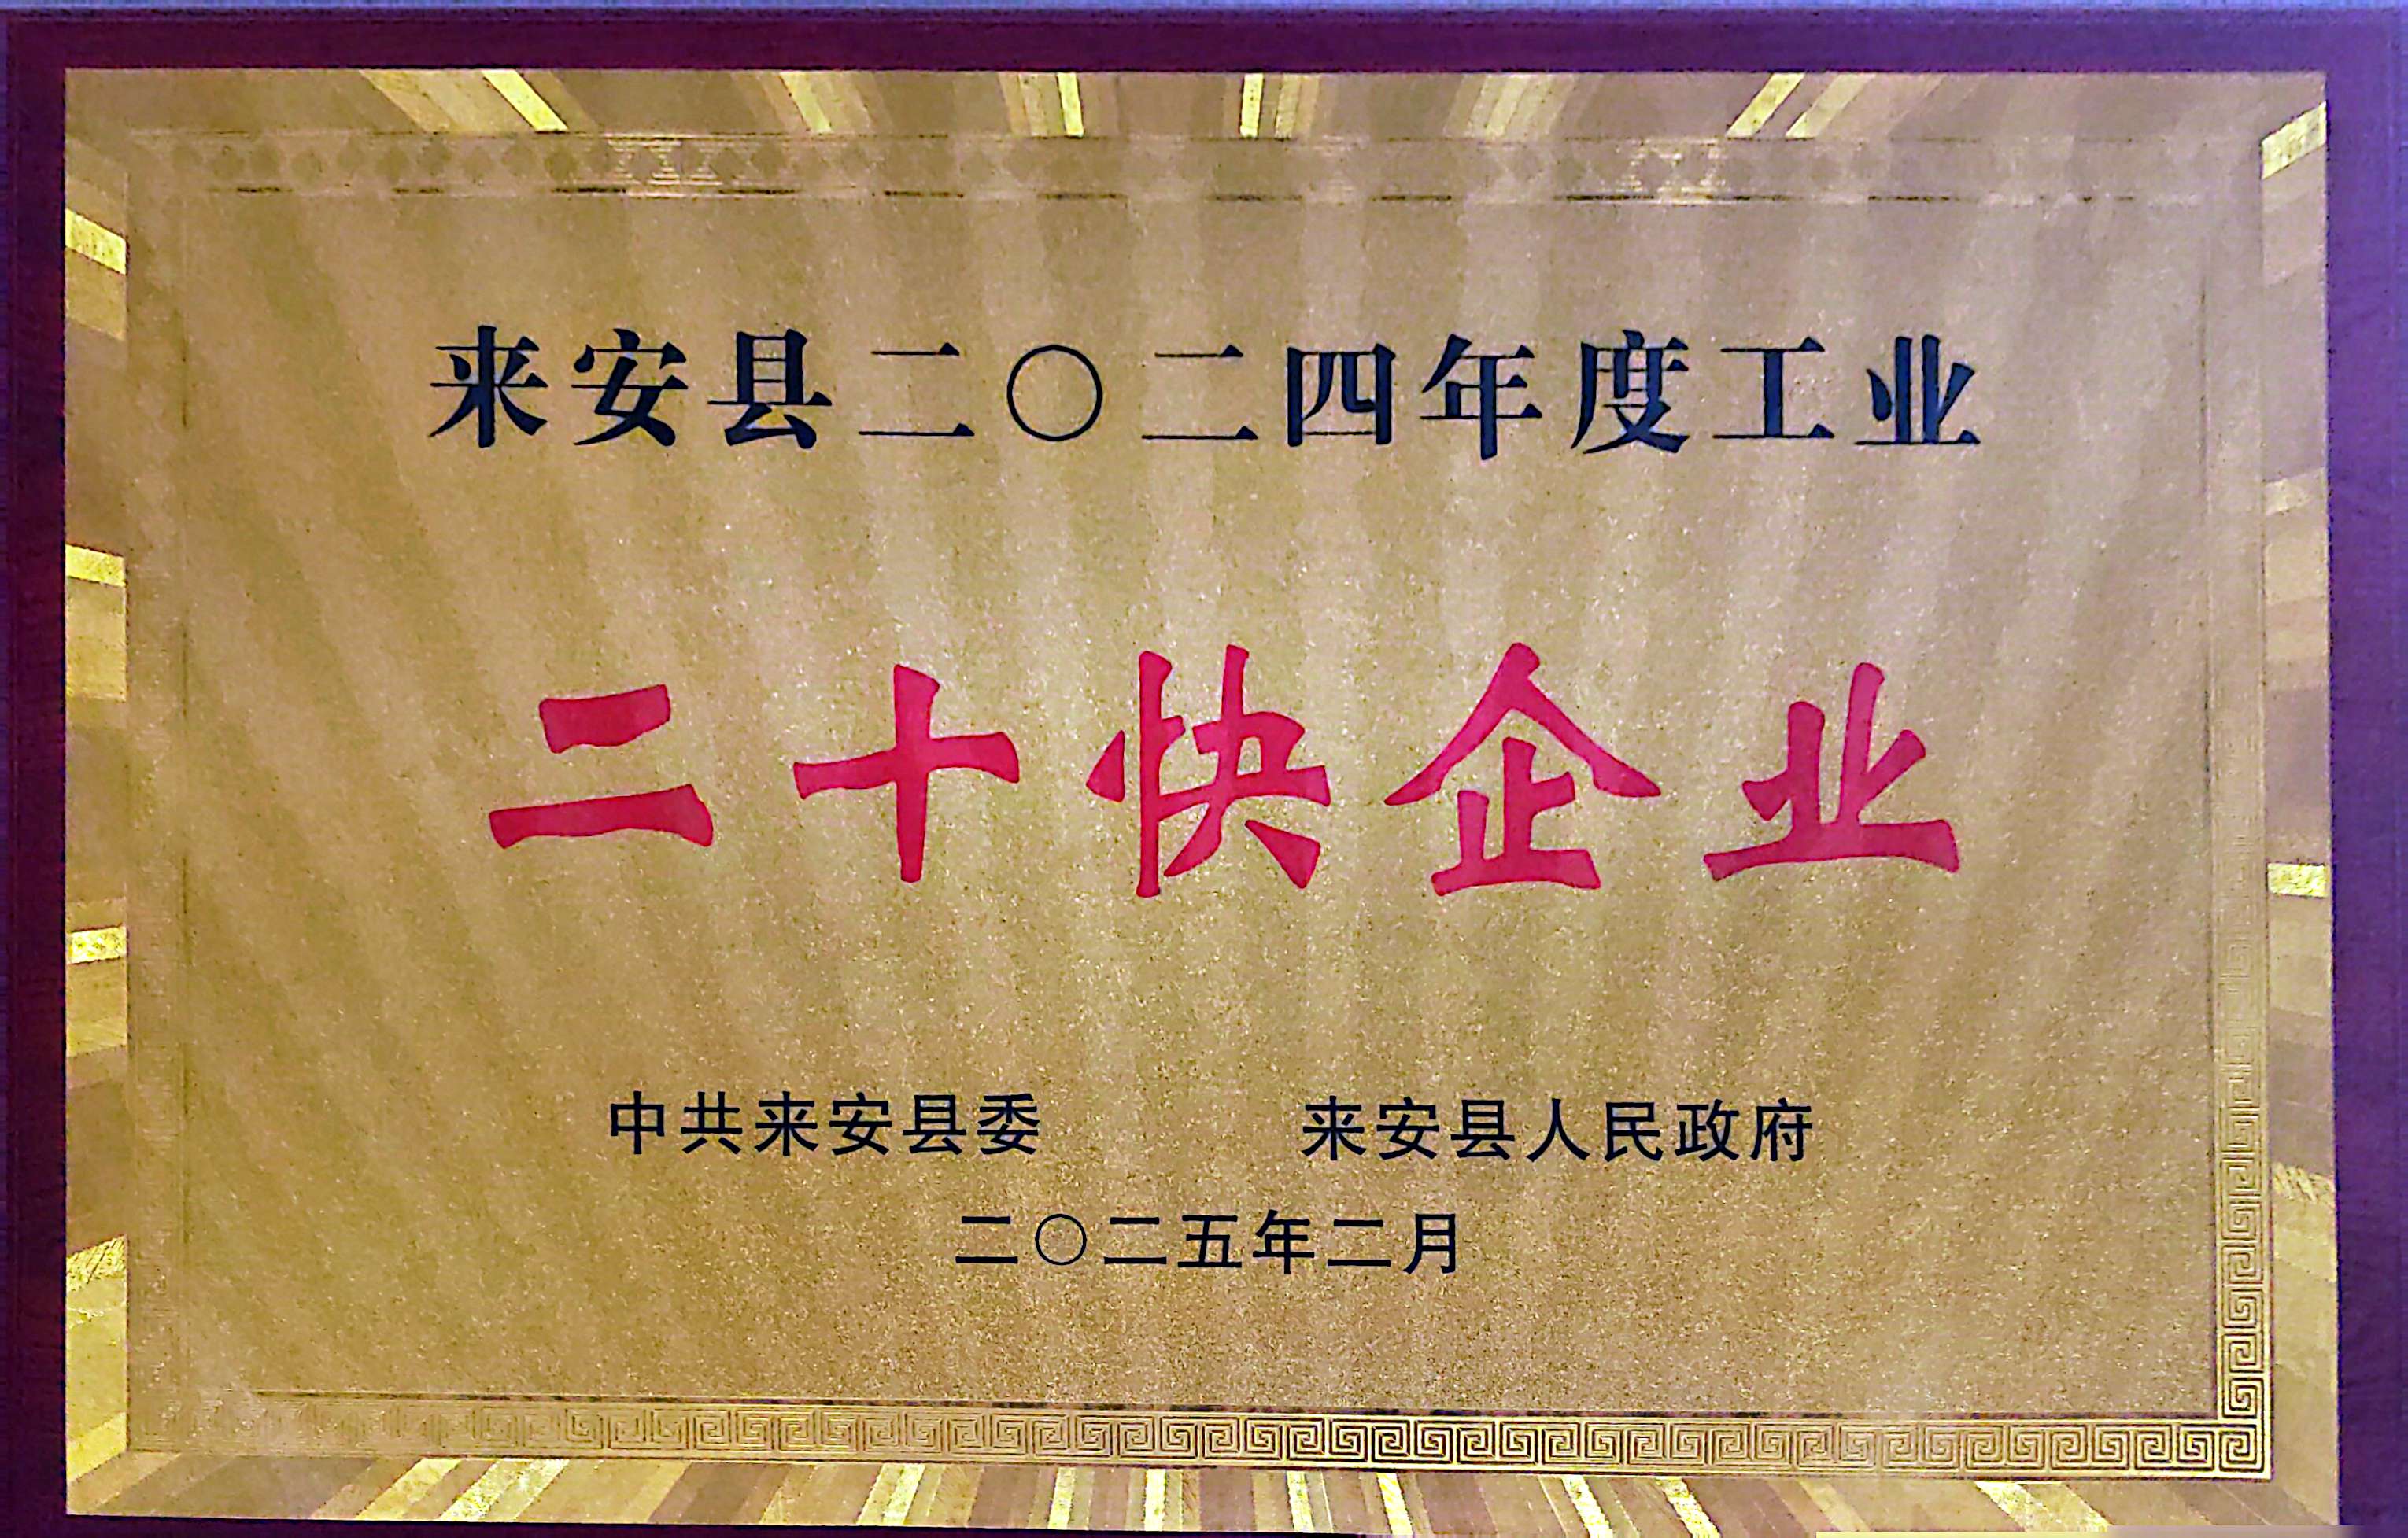 来安县二〇二四年度工业
二十快企业
中共来安县委 来安县人民政府
二〇二五年二月